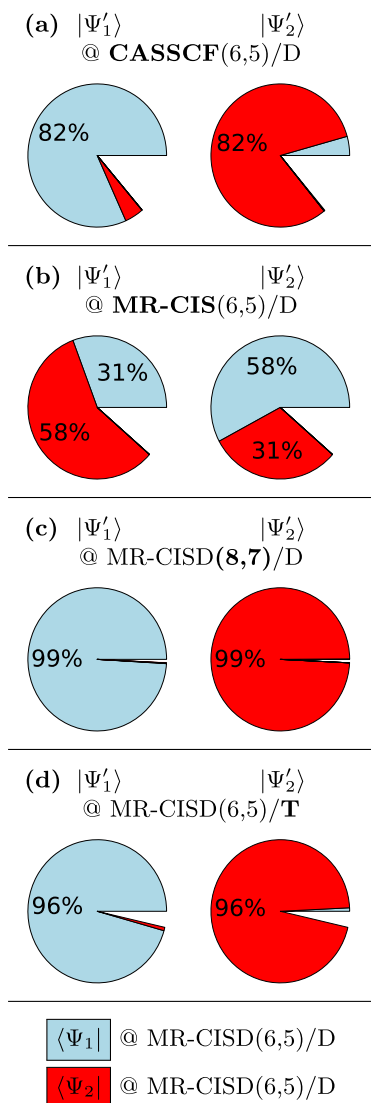 (a) |Ψ′₁⟩ |Ψ′₂⟩
@ CASSCF(6,5)/D
82% 82%
(b) |Ψ′₁⟩ |Ψ′₂⟩
@ MR-CIS(6,5)/D
31% 58%
58% 31%
(c) |Ψ′₁⟩ |Ψ′₂⟩
@ MR-CISD(8,7)/D
99% 99%
(d) |Ψ′₁⟩ |Ψ′₂⟩
@ MR-CISD(6,5)/T
96% 96%
⟨Ψ₁| @ MR-CISD(6,5)/D
⟨Ψ₂| @ MR-CISD(6,5)/D